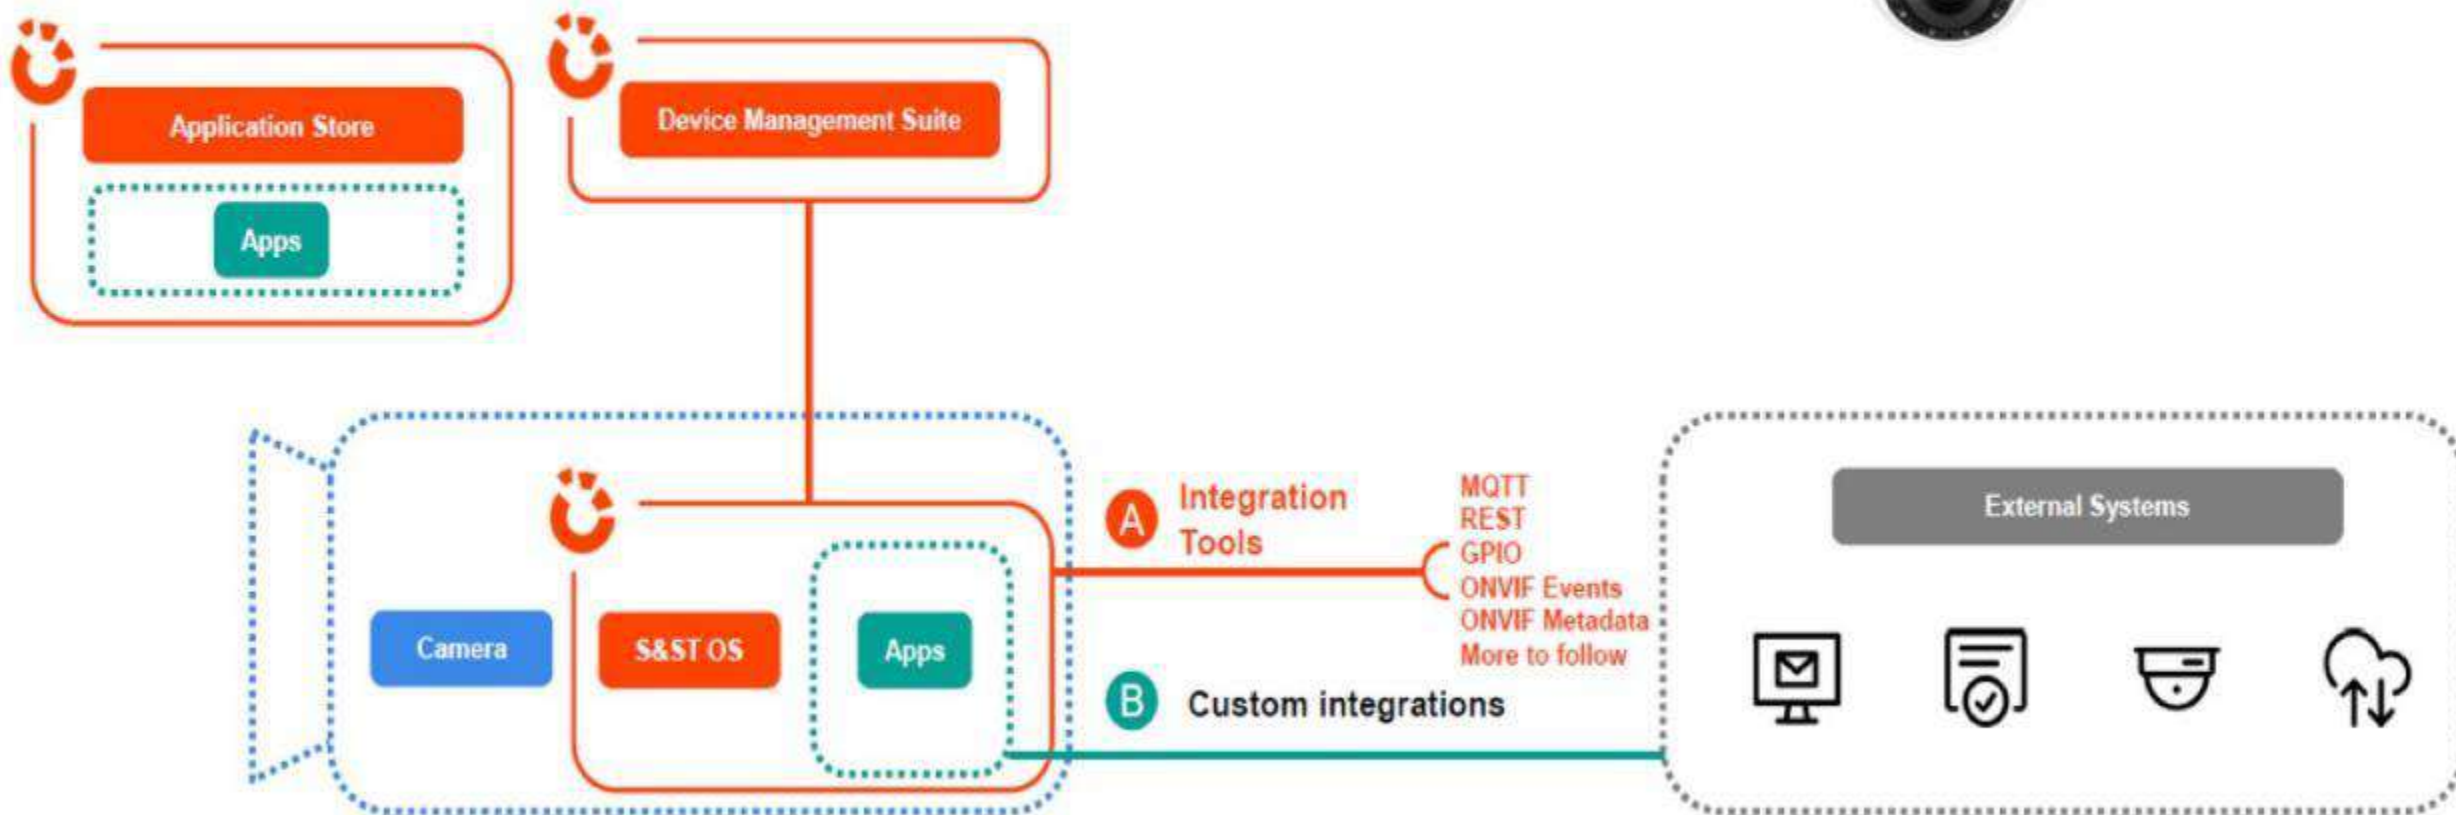 Application Store
Apps
Device Management Suite
Camera
S&ST OS
Apps
A
Integration
Tools
MQTT
REST
GPIO
ONVIF Events
ONVIF Metadata
More to follow
B
Custom integrations
External Systems